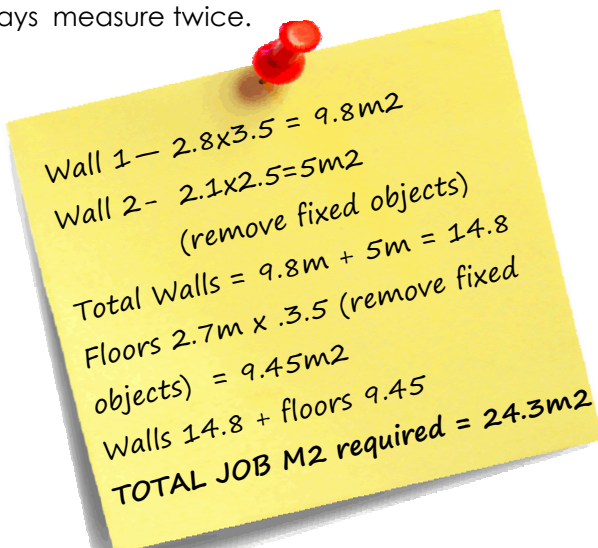 ays measure twice.
Wall 1— 2.8x3.5 = 9.8m2
Wall 2- 2.1x2.5=5m2
(remove fixed objects)
Total Walls = 9.8m + 5m = 14.8
Floors 2.7m x .3.5 (remove fixed
objects) = 9.45m2
Walls 14.8 + floors 9.45
TOTAL JOB M2 required = 24.3m2